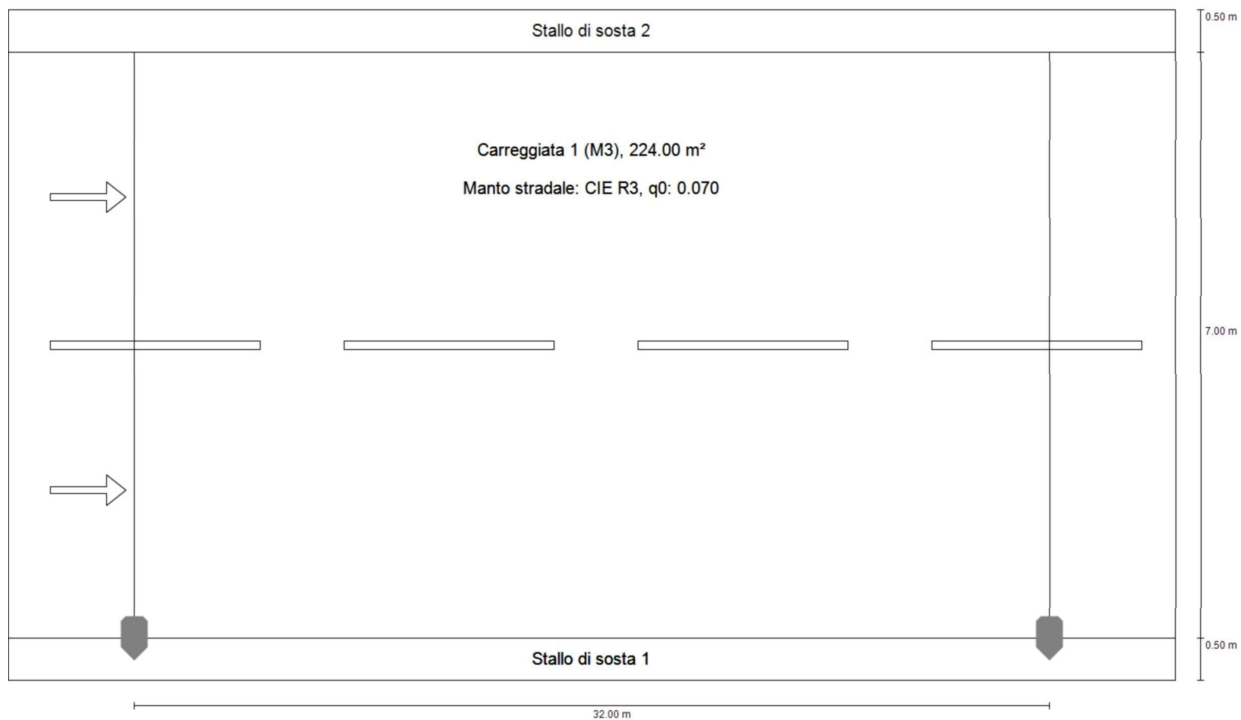 Stallo di sosta 2
0.50 m
Carreggiata 1 (M3), 224.00 m²
Manto stradale: CIE R3, q0: 0.070
7.00 m
Stallo di sosta 1
0.50 m
32.00 m